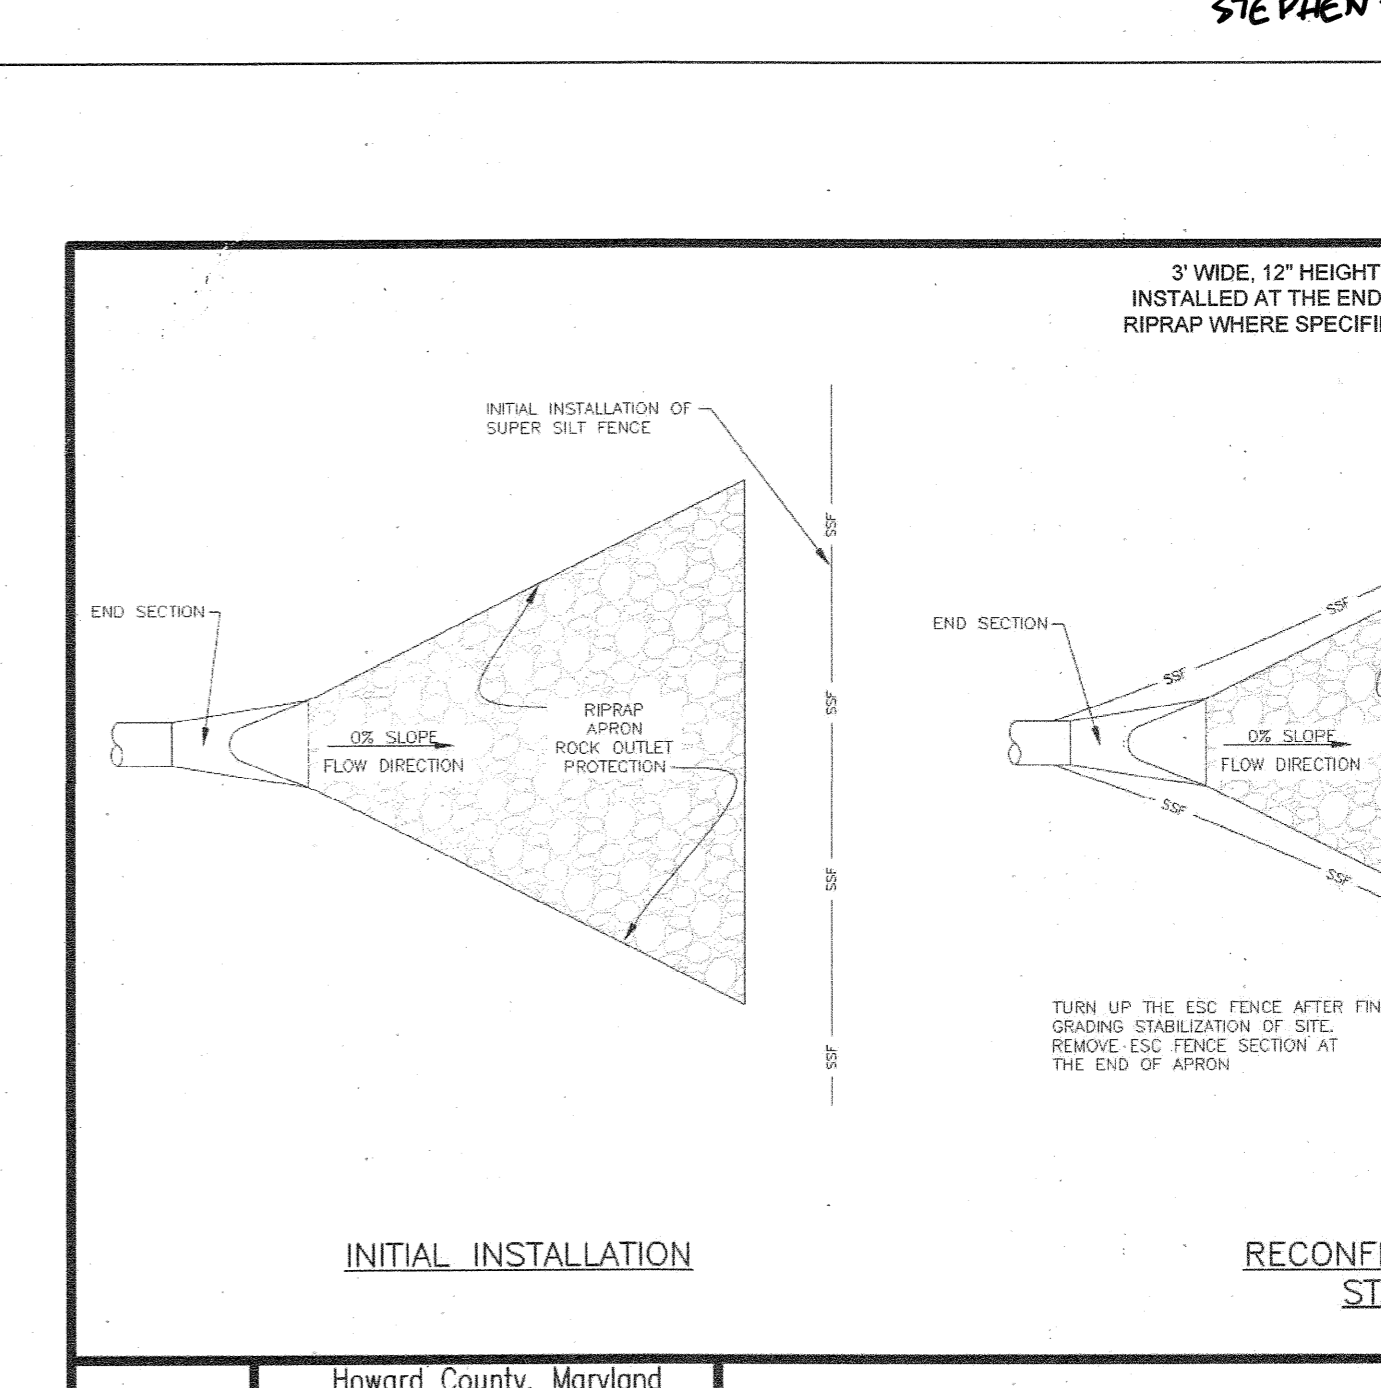 STEPHEN
3' WIDE, 12" HEIGHT
INSTALLED AT THE END
RIPRAP WHERE SPECIFI
INITIAL INSTALLATION OF
SUPER SILT FENCE
SSF
SSF
SSF
SSF
END SECTION
RIPRAP
APRON
ROCK OUTLET
PROTECTION
0% SLOPE
FLOW DIRECTION
INITIAL INSTALLATION
END SECTION
SSF
SSF
0% SLOPE
FLOW DIRECTION
SSF
SSF
TURN UP THE ESC FENCE AFTER FIN
GRADING STABILIZATION OF SITE.
REMOVE ESC FENCE SECTION AT
THE END OF APRON
RECONFI
ST
Howard County, Maryland